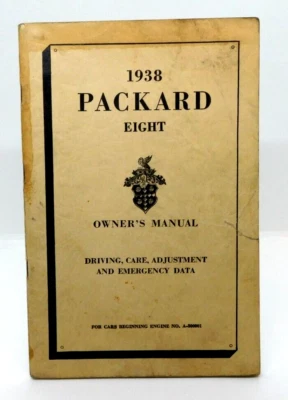 1938
PACKARD
EIGHT
OWNER'S MANUAL
DRIVING, CARE, ADJUSTMENT
AND EMERGENCY DATA
FOR CARS BEGINNING ENGINE NO.